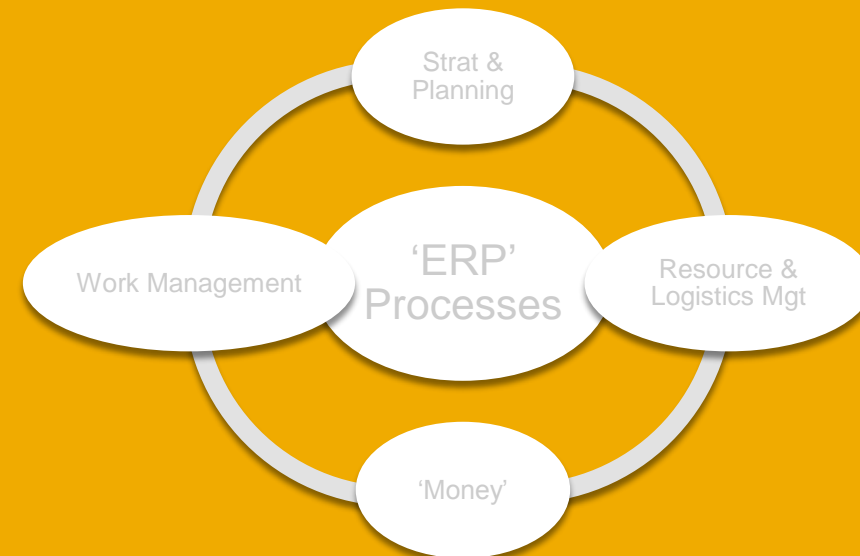 Strat &
Planning
Work Management
‘ERP’
Processes
Resource &
Logistics Mgt
‘Money’